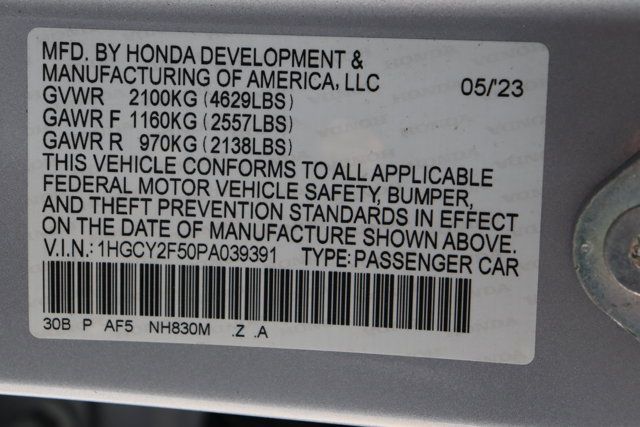 MFD. BY HONDA DEVELOPMENT &
MANUFACTURING OF AMERICA, LLC 05/'23
GVWR 2100KG (4629LBS)
GAWR F 1160KG (2557LBS)
GAWR R 970KG (2138LBS)
THIS VEHICLE CONFORMS TO ALL APPLICABLE
FEDERAL MOTOR VEHICLE SAFETY, BUMPER,
AND THEFT PREVENTION STANDARDS IN EFFECT
ON THE DATE OF MANUFACTURE SHOWN ABOVE.
V.I.N.: 1HGCY2F50PA039391 TYPE: PASSENGER CAR
30B P AF5 NH830M .Z .A